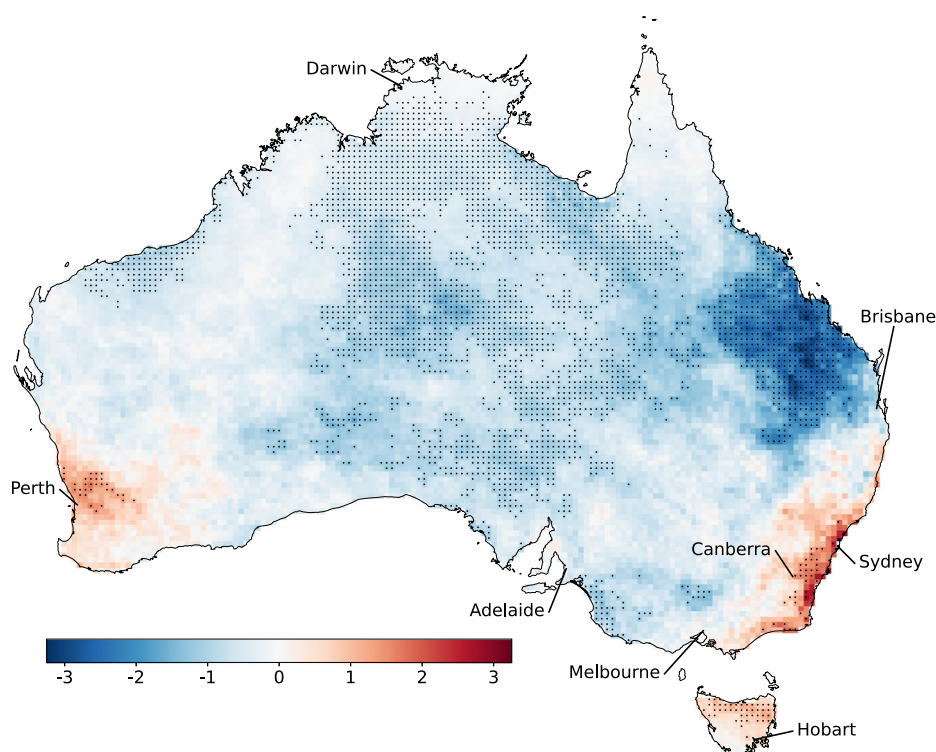 Darwin
Brisbane
Perth
Canberra
Sydney
Adelaide
Melbourne
Hobart
-3 -2 -1 0 1 2 3